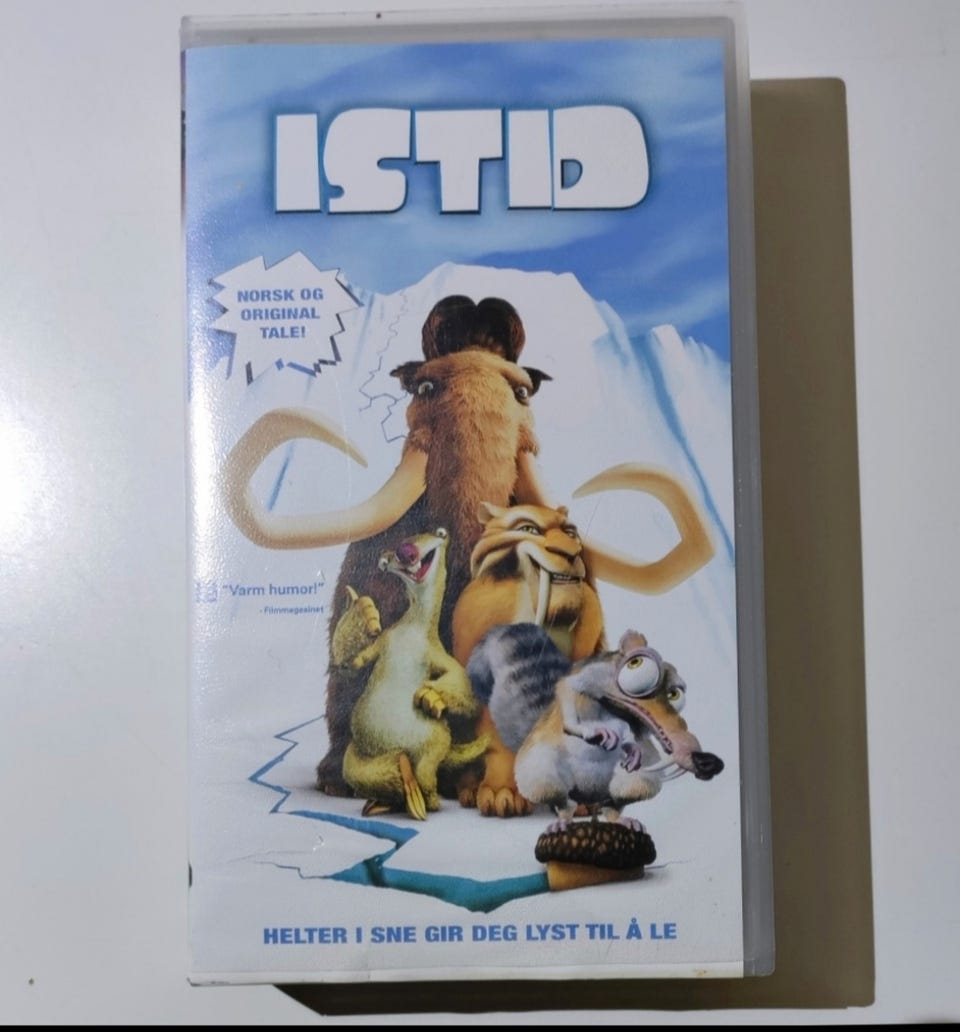 ISTID
NORSK OG
ORIGINAL
TALE!
"Varm humor!"
- Filmmagasinet
HELTER I SNE GIR DEG LYST TIL Å LE